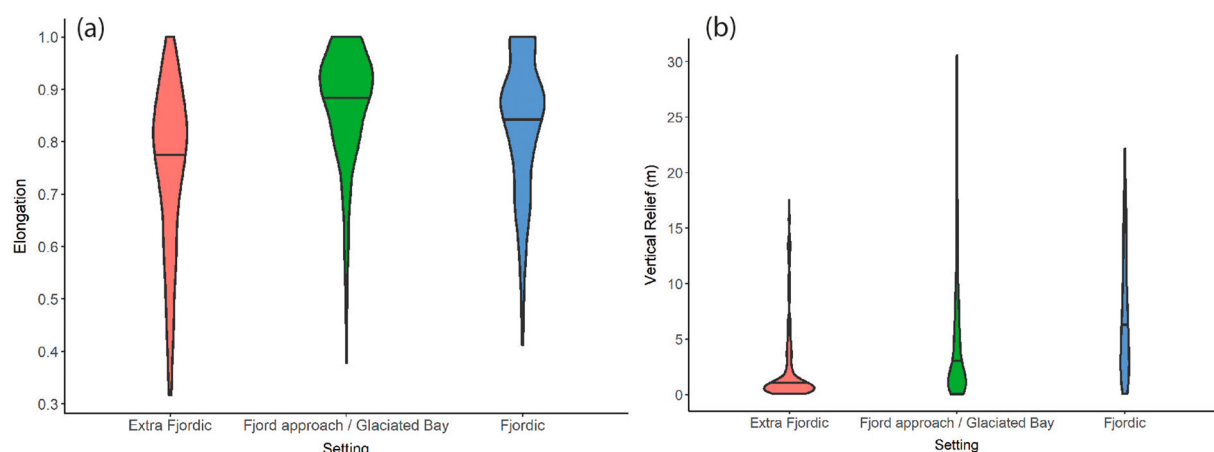 (a)
Elongation
1.0
0.9
0.8
0.7
0.6
0.5
0.4
0.3
Extra Fjordic Fjord approach / Glaciated Bay Fjordic
Setting
(b)
Vertical Relief (m)
30
25
20
15
10
5
0
Extra Fjordic Fjord approach / Glaciated Bay Fjordic
Setting